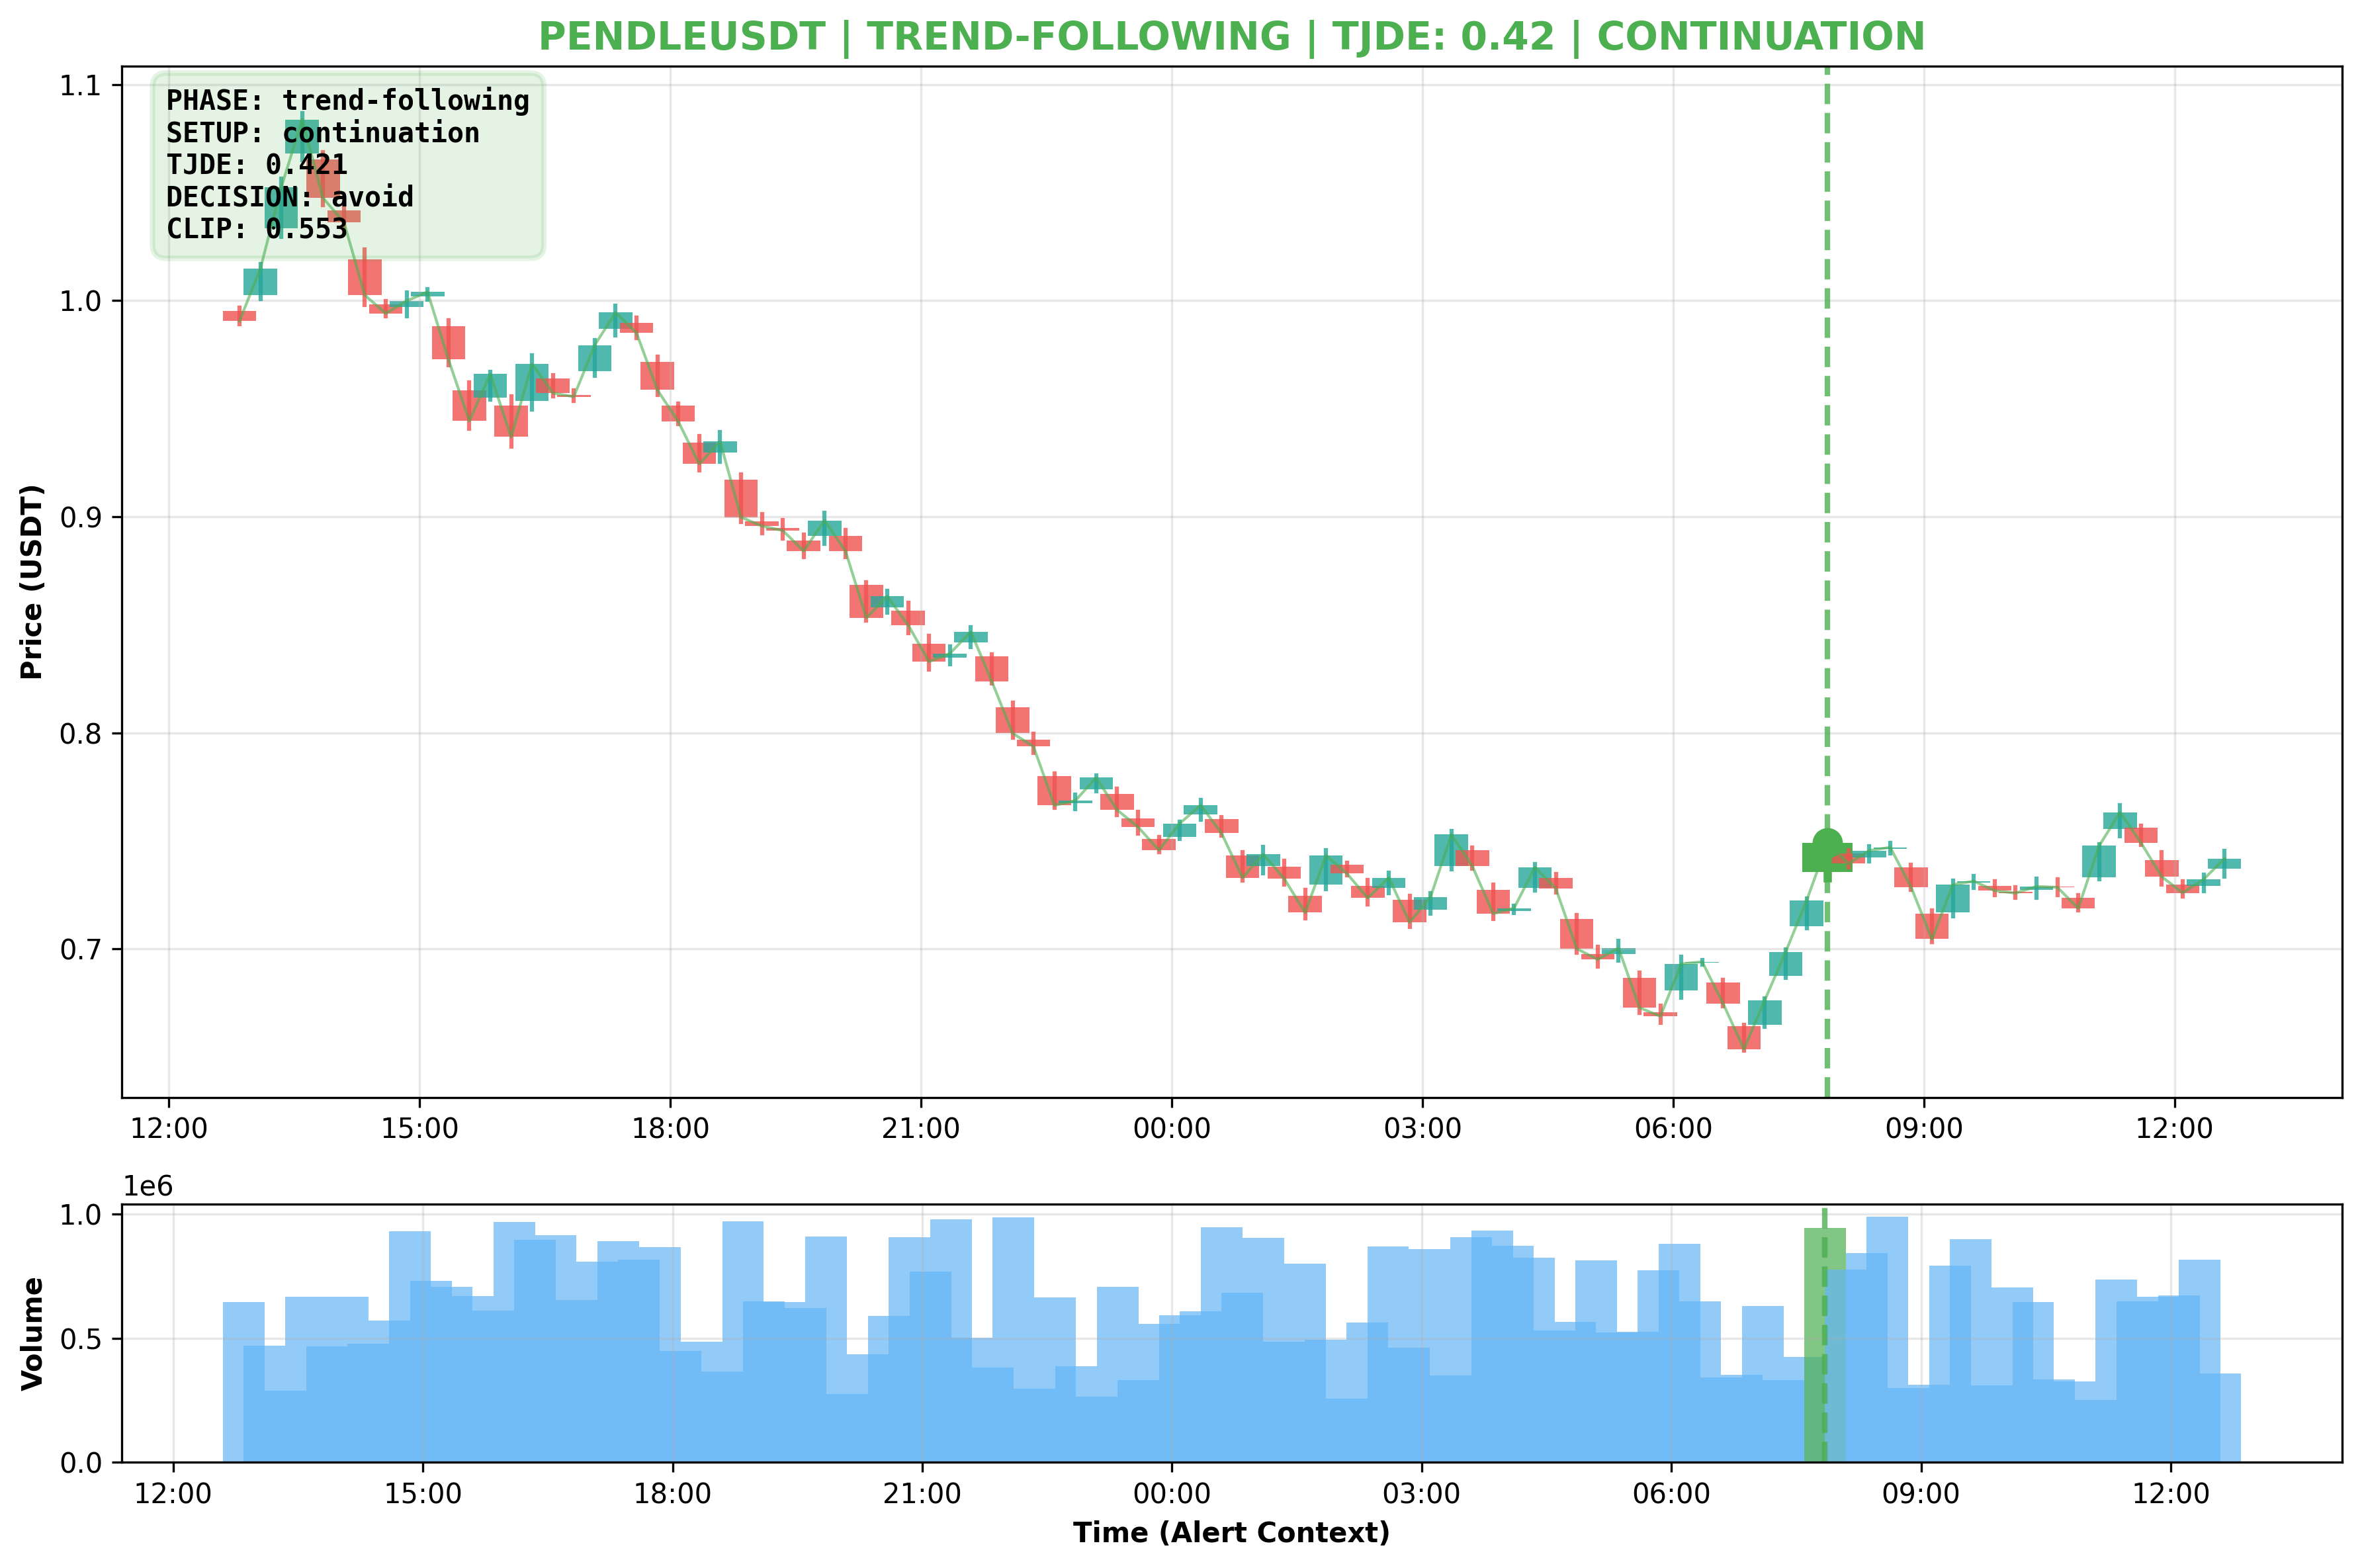 PENDLEUSDT | TREND-FOLLOWING | TJDE: 0.42 | CONTINUATION
PHASE: trend-following
SETUP: continuation
TJDE: 0.421
DECISION: avoid
CLIP: 0.553
Price (USDT)
1.1
1.0
0.9
0.8
0.7
12:00 15:00 18:00 21:00 00:00 03:00 06:00 09:00 12:00
1e6
Volume
1.0
0.5
0.0
12:00 15:00 18:00 21:00 00:00 03:00 06:00 09:00 12:00
Time (Alert Context)